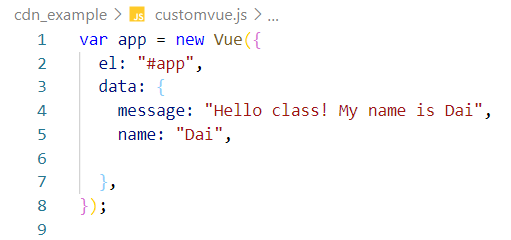 cdn_example > JS customvue.js > ...
1 var app = new Vue({
2   el: "#app",
3   data: {
4     message: "Hello class! My name is Dai",
5     name: "Dai",
6
7   },
8 });
9